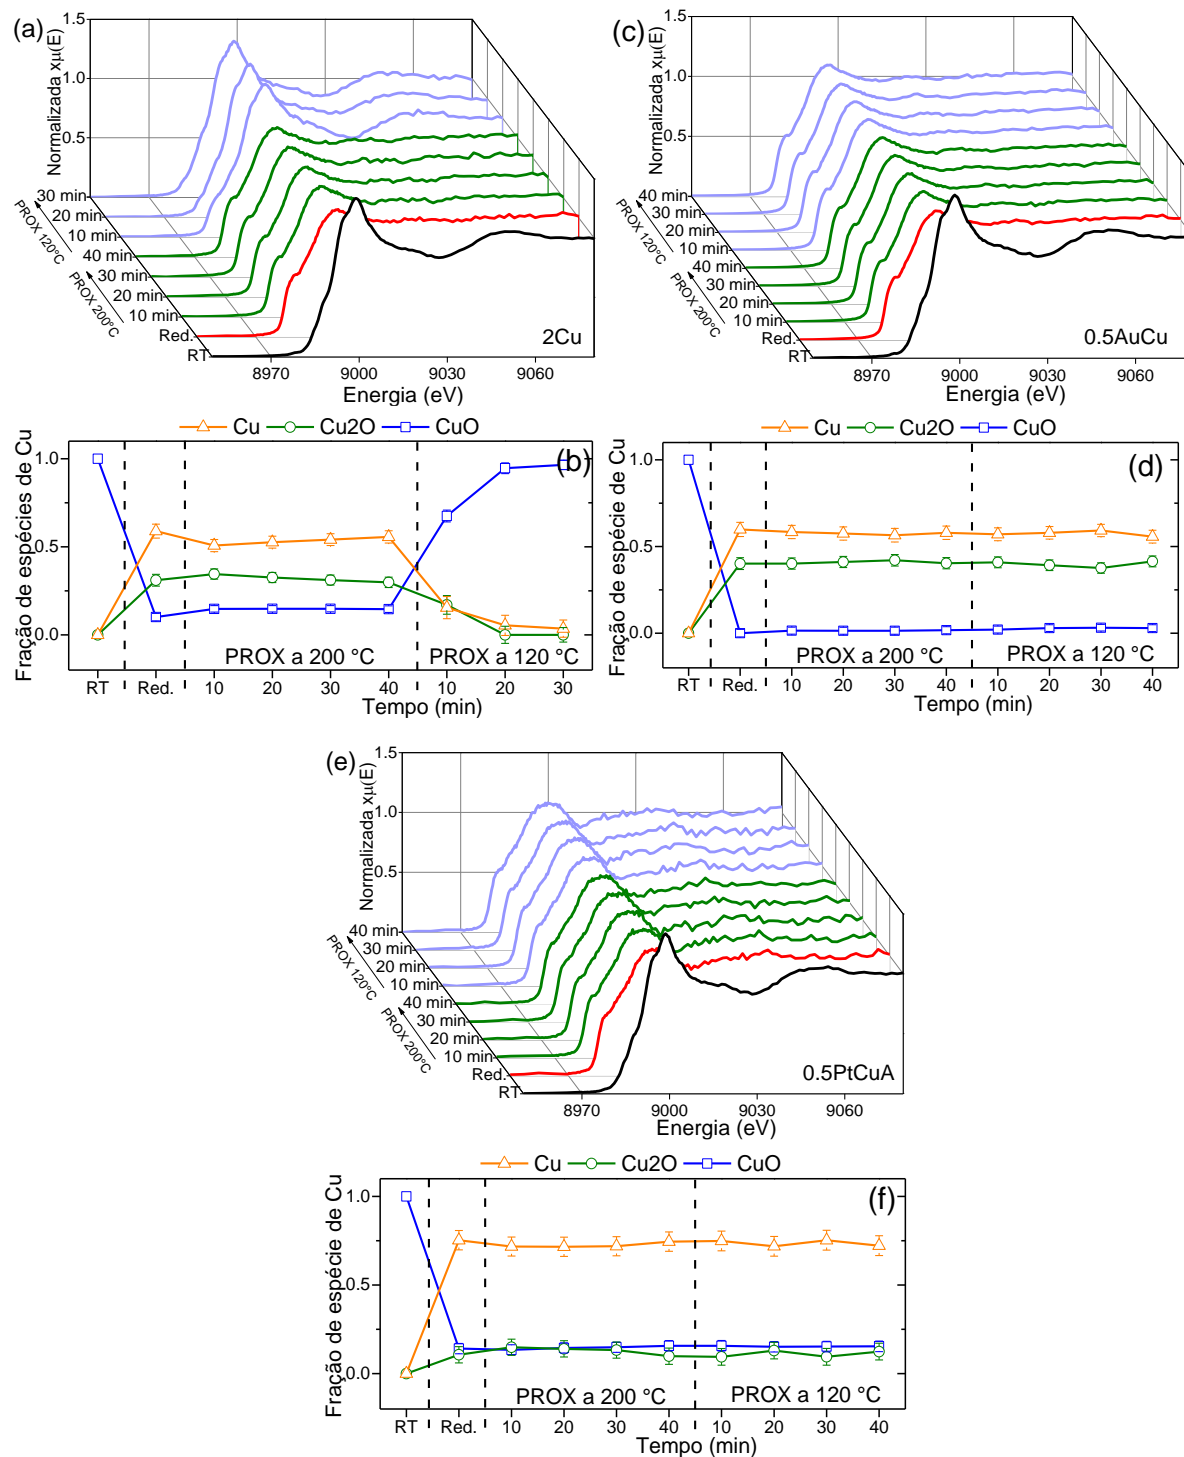 (a)
Normalizada xµ(E)
1.5
1.0
0.5
30 min
20 min
10 min
40 min
30 min
20 min
10 min
Red.
RT
PROX 120°C
PROX 200°C
8970 9000 9030 9060
Energia (eV)
2Cu
(c)
Normalizada xµ(E)
1.5
1.0
0.5
40 min
30 min
20 min
10 min
40 min
30 min
20 min
10 min
Red.
RT
PROX 120°C
PROX 200°C
8970 9000 9030 9060
Energia (eV)
0.5AuCu
Cu Cu2O CuO
(b)
Fração de espécies de Cu
1.0
0.5
0.0
PROX a 200 °C PROX a 120 °C
RT Red. 10 20 30 40 10 20 30
Tempo (min)
Cu Cu2O CuO
(d)
Fração de espécie de Cu
1.0
0.5
0.0
PROX a 200 °C PROX a 120 °C
RT Red. 10 20 30 40 10 20 30 40
Tempo (min)
(e)
Normalizada xµ(E)
1.5
1.0
0.5
40 min
30 min
20 min
10 min
40 min
30 min
20 min
10 min
Red.
RT
PROX 120°C
PROX 200°C
8970 9000 9030 9060
Energia (eV)
0.5PtCuA
Cu Cu2O CuO
(f)
Fração de espécie de Cu
1.0
0.5
0.0
PROX a 200 °C PROX a 120 °C
RT Red. 10 20 30 40 10 20 30 40
Tempo (min)